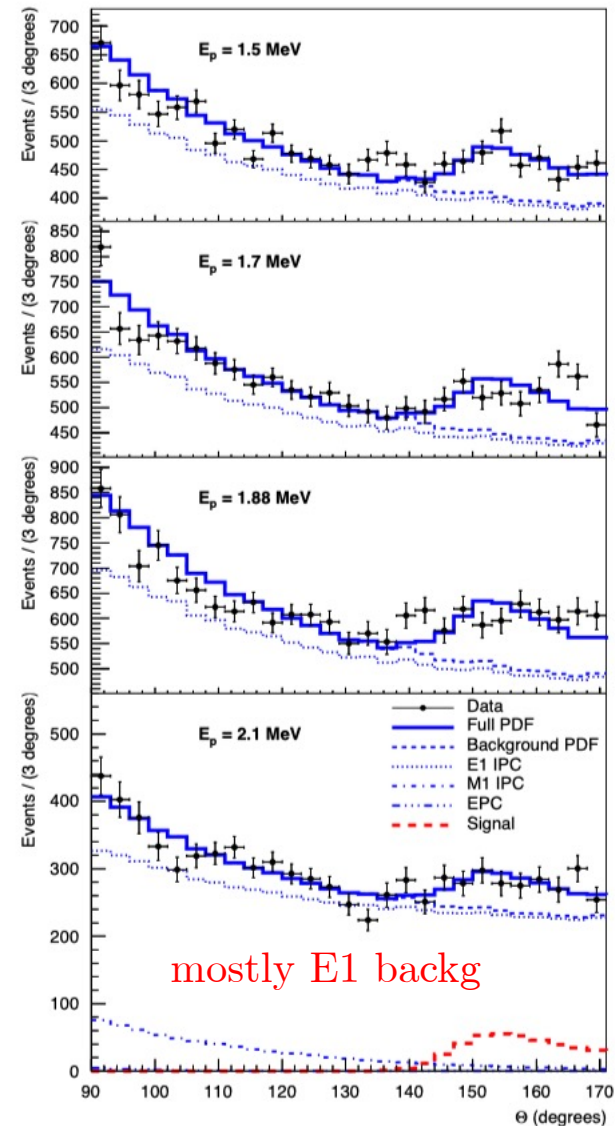 Events / (3 degrees)
700
650
600
550
500
450
400
E_p = 1.5 MeV
Events / (3 degrees)
850
800
750
700
650
600
550
500
450
E_p = 1.7 MeV
Events / (3 degrees)
900
850
800
750
700
650
600
550
500
E_p = 1.88 MeV
Events / (3 degrees)
500
400
300
200
100
0
E_p = 2.1 MeV
Data
Full PDF
Background PDF
E1 IPC
M1 IPC
EPC
Signal
mostly E1 backg
90 100 110 120 130 140 150 160 170
Θ (degrees)